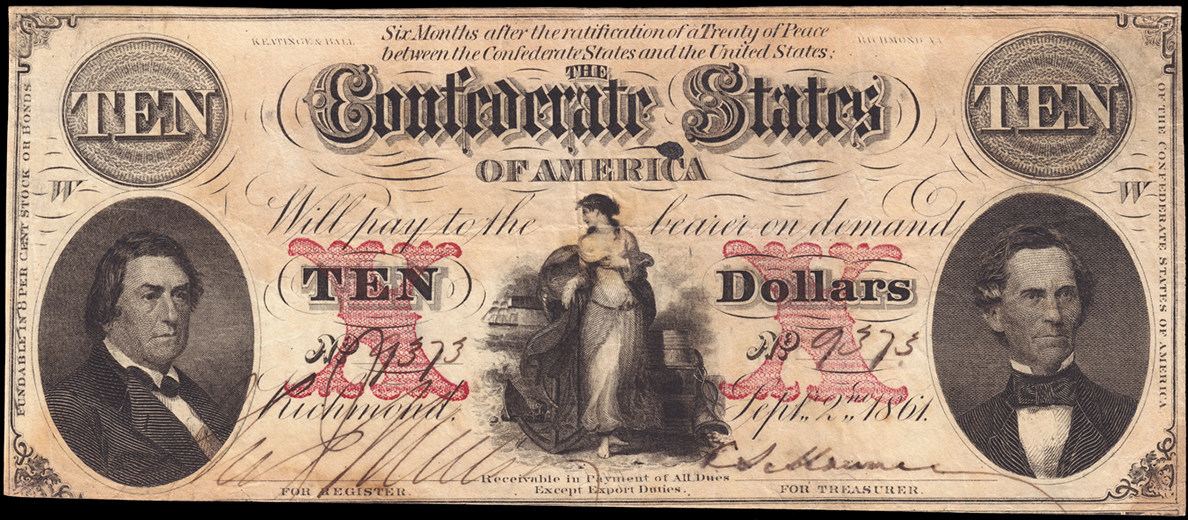 KEATINGE & BALL
Six Months after the ratification of a Treaty of Peace
between the Confederate States and the United States;
RICHMOND VA
TEN
THE
Confederate States
OF AMERICA
TEN
W
W
Will pay to the bearer on demand
X
TEN
X
Dollars
No 9373
No 9373
Richmond, Sept. 2nd 1861.
FOR REGISTER.
Receivable in Payment of All Dues
Except Export Duties.
FOR TREASURER.
FUNDABLE IN 8 PER CENT STOCK OR BONDS
OF THE CONFEDERATE STATES OF AMERICA